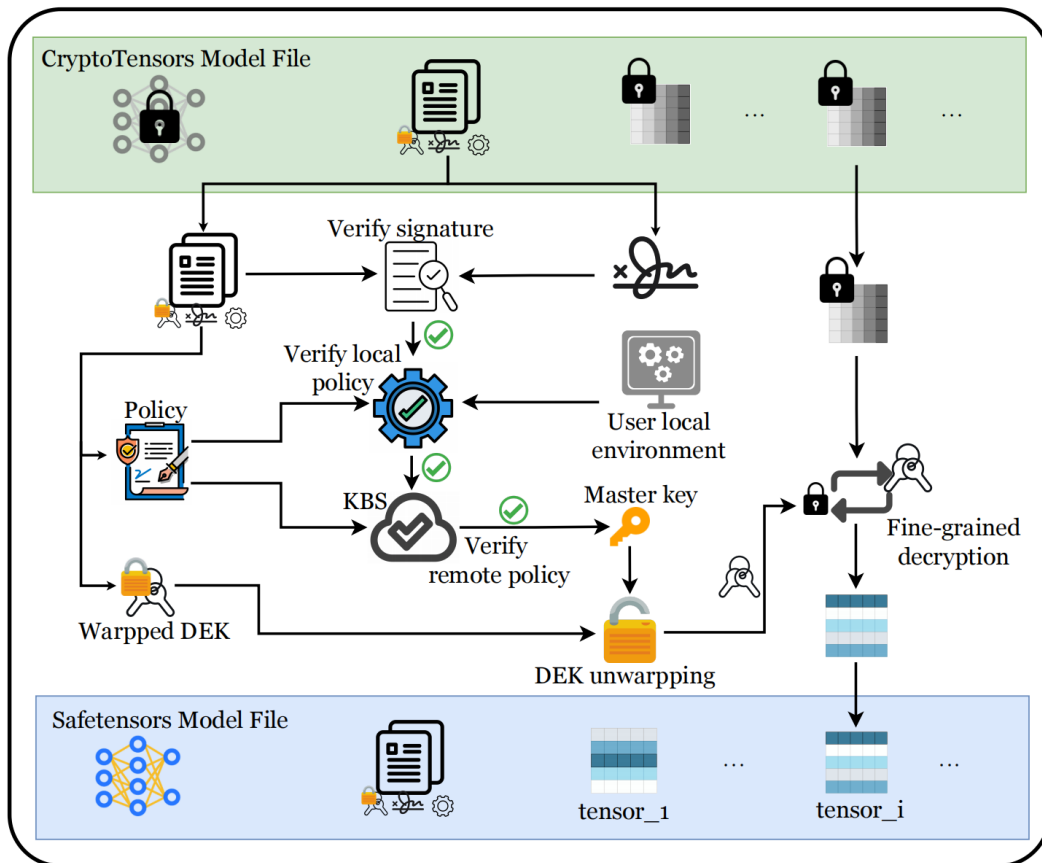 CryptoTensors Model File
...
...
Verify signature
Verify local
policy
Policy
User local
environment
KBS
Master key
Verify
remote policy
Fine-grained
decryption
Warpped DEK
DEK unwarpping
Safetensors Model File
...
...
tensor_1
tensor_i